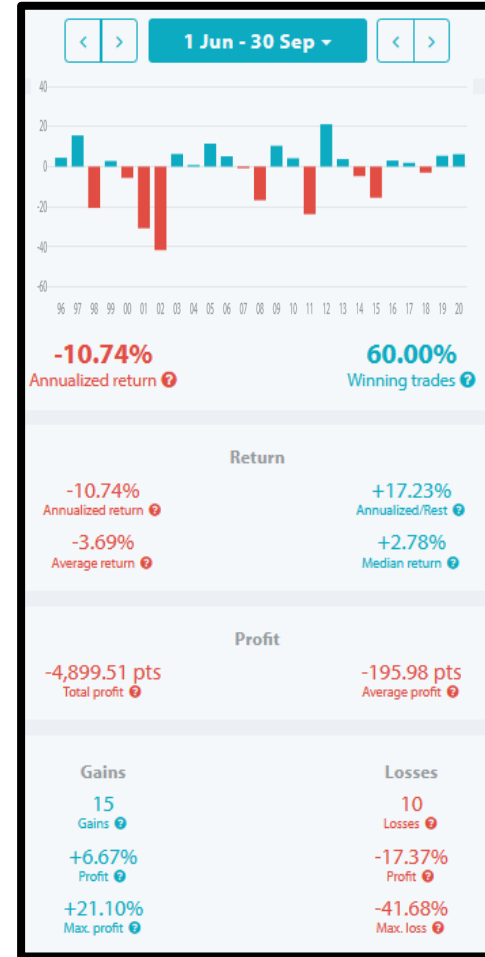 1 Jun - 30 Sep
40
20
0
-20
-40
-60
96 97 98 99 00 01 02 03 04 05 06 07 08 09 10 11 12 13 14 15 16 17 18 19 20
-10.74% 60.00%
Annualized return ? Winning trades ?
Return
-10.74% +17.23%
Annualized return ? Annualized/Rest ?
-3.69% +2.78%
Average return ? Median return ?
Profit
-4,899.51 pts -195.98 pts
Total profit ? Average profit ?
Gains Losses
15 10
Gains ? Losses ?
+6.67% -17.37%
Profit ? Profit ?
+21.10% -41.68%
Max. profit ? Max. loss ?